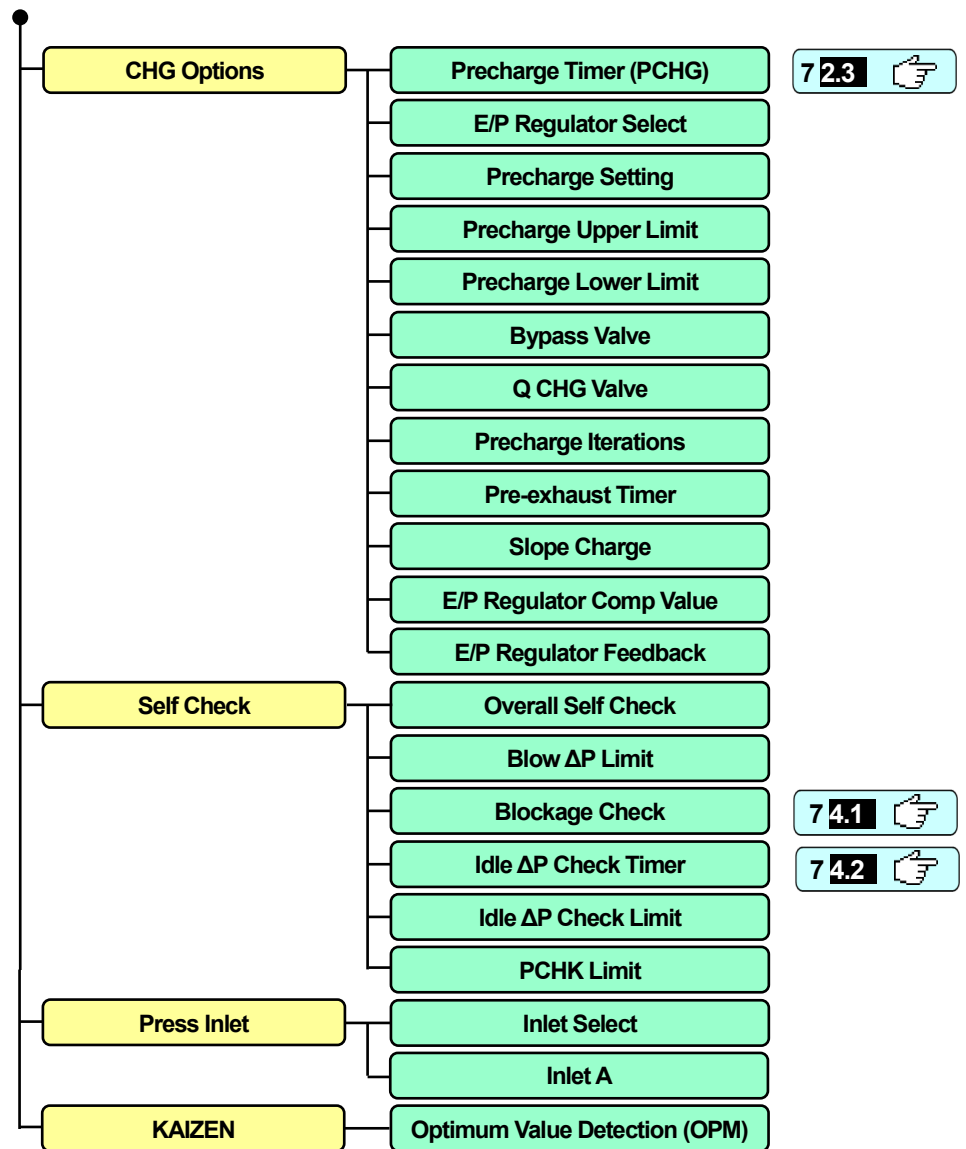 CHG Options
Precharge Timer (PCHG)
7 2.3
E/P Regulator Select
Precharge Setting
Precharge Upper Limit
Precharge Lower Limit
Bypass Valve
Q CHG Valve
Precharge Iterations
Pre-exhaust Timer
Slope Charge
E/P Regulator Comp Value
E/P Regulator Feedback
Self Check
Overall Self Check
Blow ΔP Limit
Blockage Check
7 4.1
Idle ΔP Check Timer
7 4.2
Idle ΔP Check Limit
PCHK Limit
Press Inlet
Inlet Select
Inlet A
KAIZEN
Optimum Value Detection (OPM)